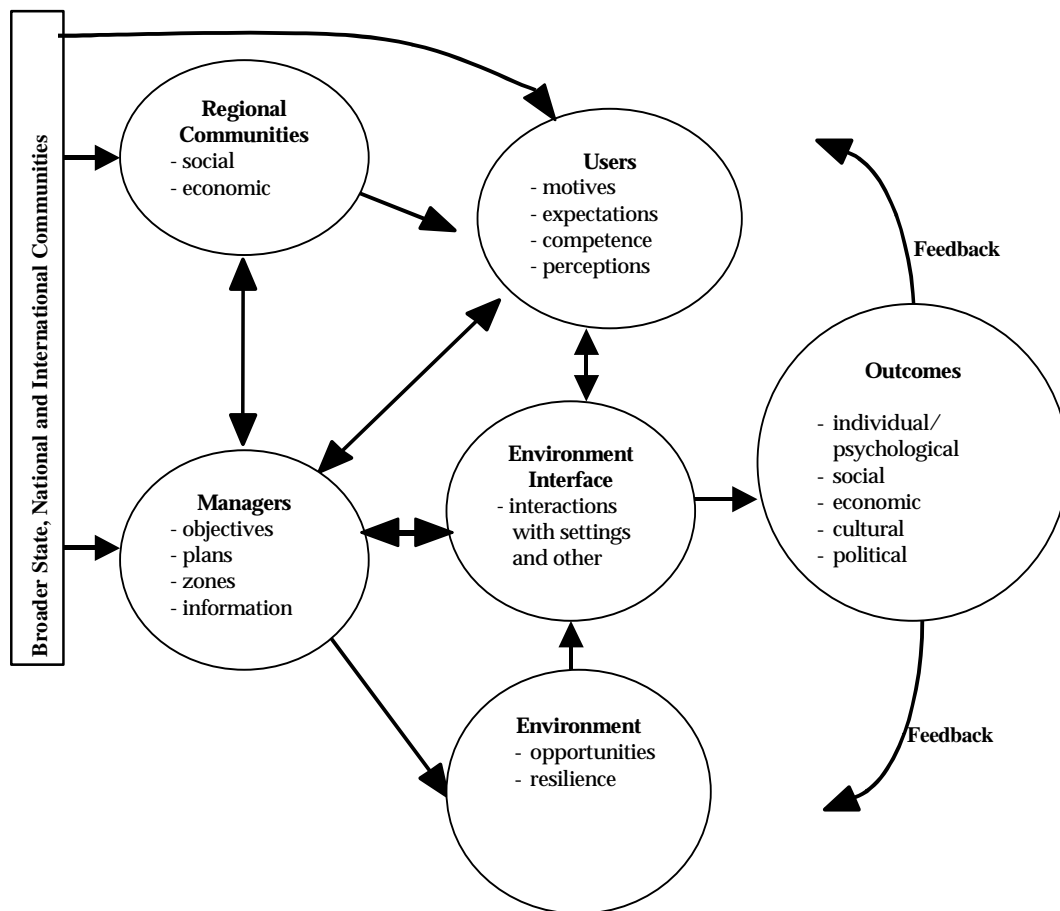 Broader State, National and International Communities
Regional
Communities
- social
- economic
Users
- motives
- expectations
- competence
- perceptions
Feedback
Outcomes
- individual/
psychological
- social
- economic
- cultural
- political
Environment
Interface
- interactions
with settings
and other
Managers
- objectives
- plans
- zones
- information
Environment
- opportunities
- resilience
Feedback